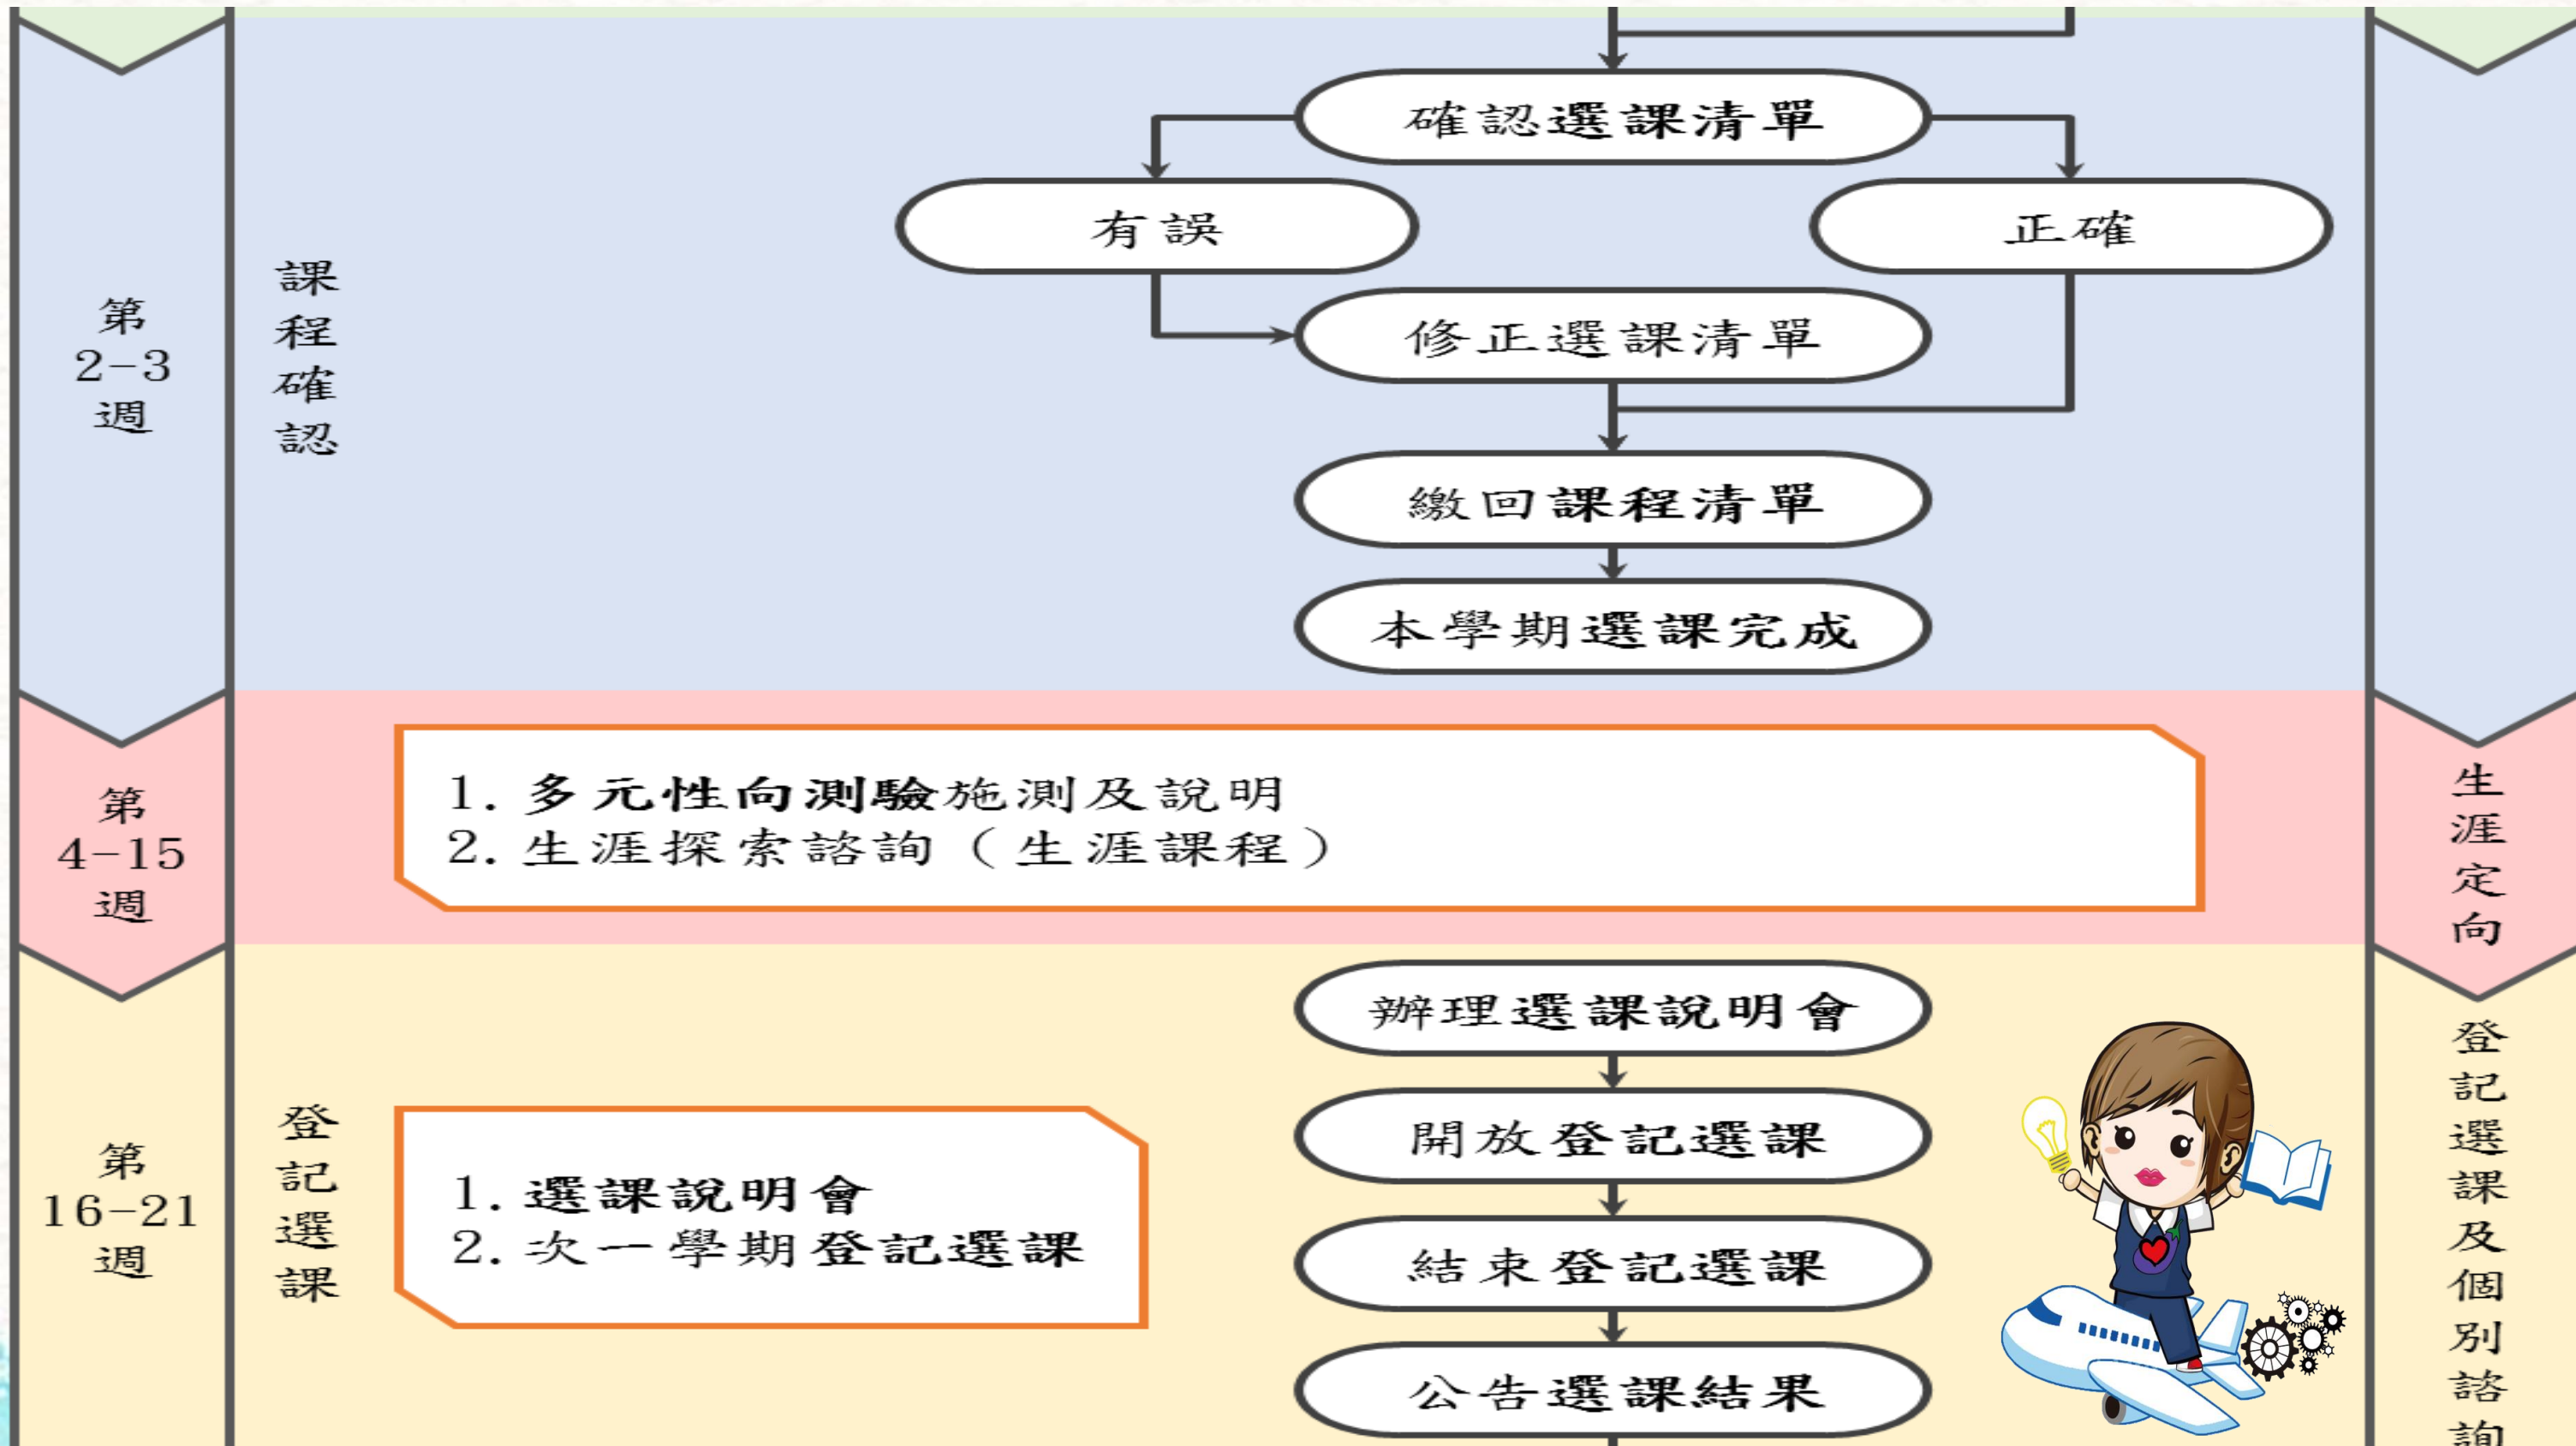 第
2-3
週
課
程
確
認
確認選課清單
有誤
正確
修正選課清單
繳回課程清單
本學期選課完成
第
4-15
週
1. 多元性向測驗施測及說明
2. 生涯探索諮詢（生涯課程）
生
涯
定
向
第
16-21
週
登
記
選
課
1. 選課說明會
2. 次一學期登記選課
辦理選課說明會
開放登記選課
結束登記選課
公告選課結果
登
記
選
課
及
個
別
諮
詢